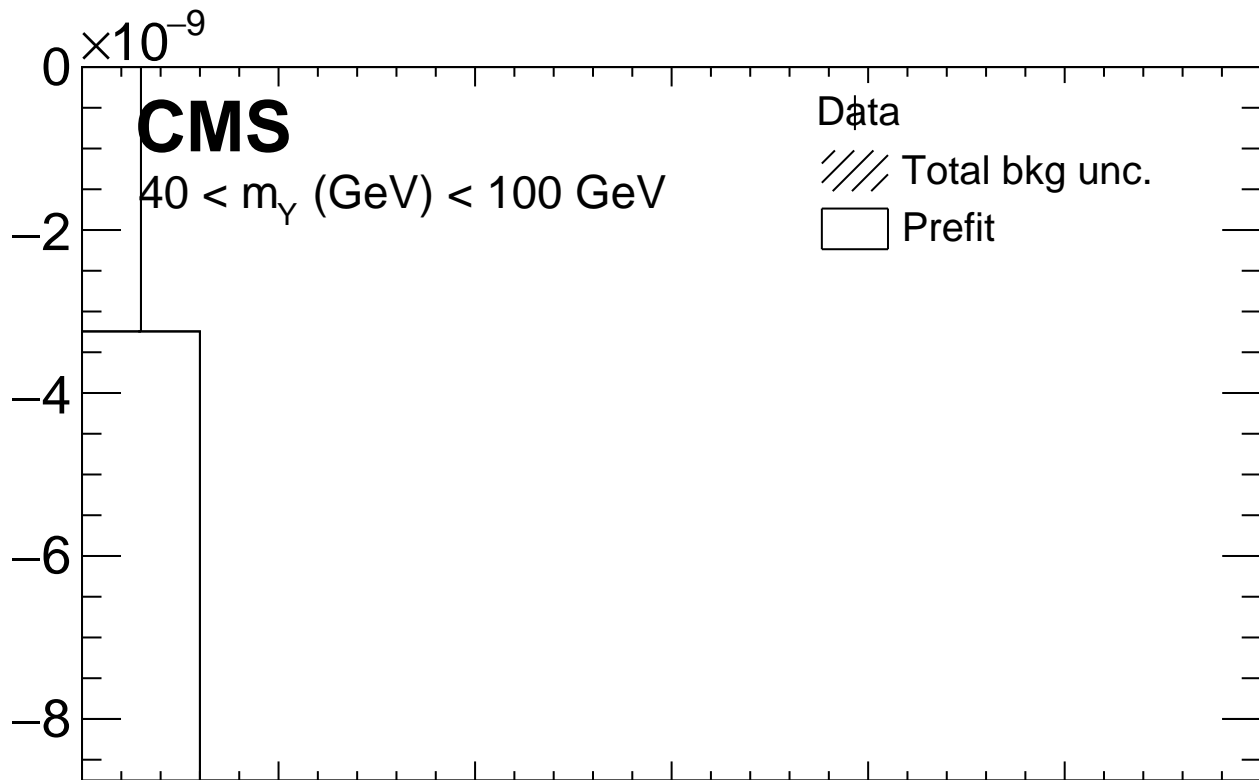 ×10⁻⁹
0
CMS
Data
40 < m_Y (GeV) < 100 GeV
Total bkg unc.
Prefit
−2
−4
−6
−8